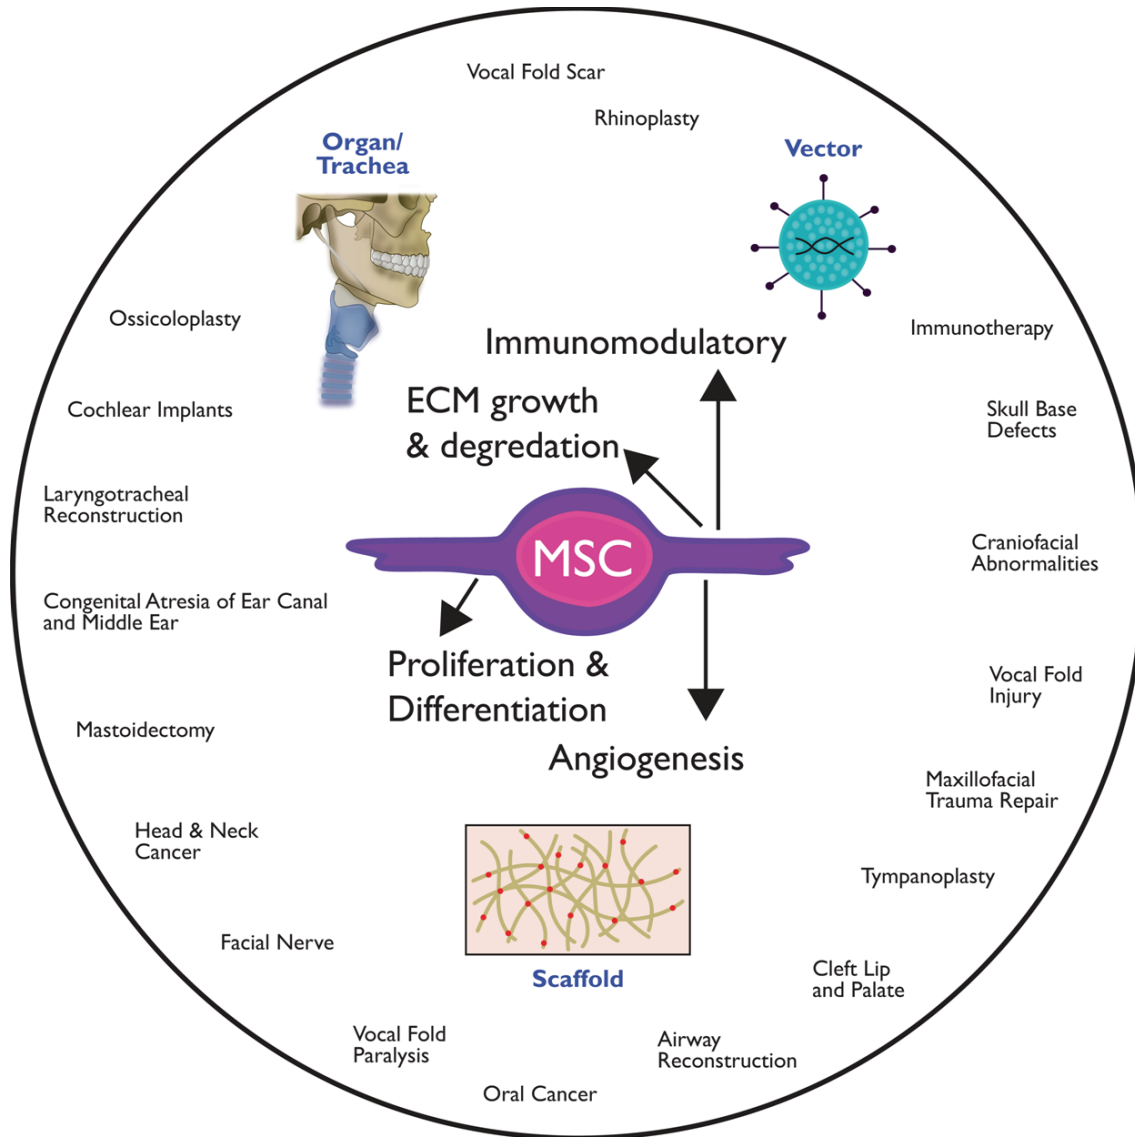 Vocal Fold Scar
Rhinoplasty
Organ/
Trachea
Vector
Ossicoloplasty
Immunotherapy
Immunomodulatory
ECM growth
& degredation
Cochlear Implants
Skull Base
Defects
Laryngotracheal
Reconstruction
MSC
Craniofacial
Abnormalities
Congenital Atresia of Ear Canal
and Middle Ear
Proliferation &
Differentiation
Vocal Fold
Injury
Mastoidectomy
Angiogenesis
Maxillofacial
Trauma Repair
Head & Neck
Cancer
Tympanoplasty
Facial Nerve
Scaffold
Cleft Lip
and Palate
Vocal Fold
Paralysis
Airway
Reconstruction
Oral Cancer